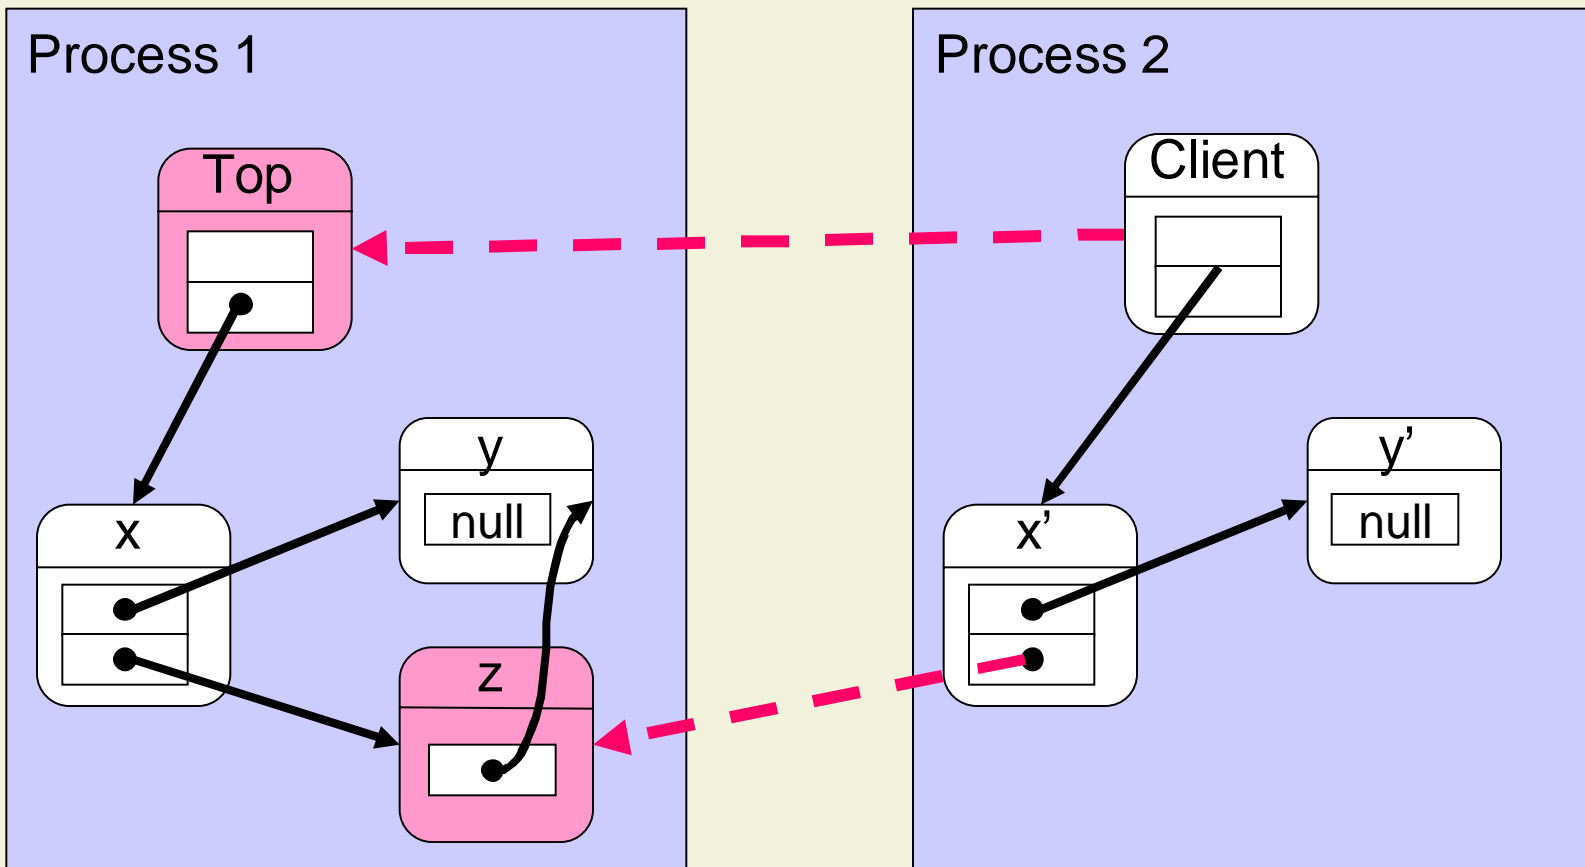 Process 1
Process 2
Top
Client
y
null
y’
null
x
x’
z